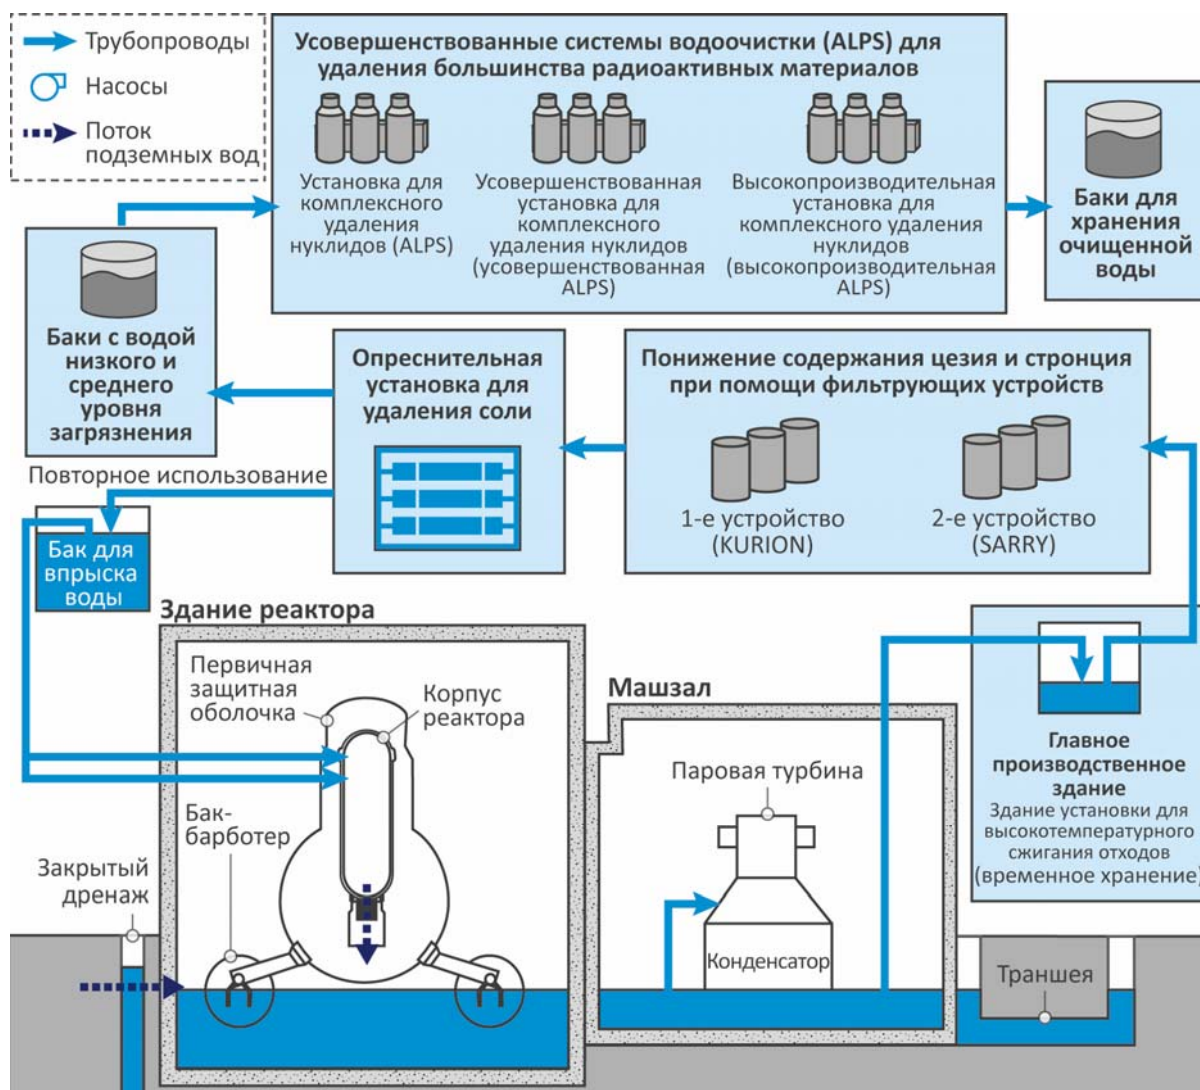 Трубопроводы
Насосы
Поток
подземных вод
Усовершенствованные системы водоочистки (ALPS) для
удаления большинства радиоактивных материалов
Установка для
комплексного
удаления
нуклидов (ALPS)
Усовершенствованная
установка для
комплексного
удаления нуклидов
(усовершенствованная
ALPS)
Высокопроизводительная
установка для
комплексного удаления
нуклидов
(высокопроизводительная
ALPS)
Баки для
хранения
очищенной
воды
Баки с водой
низкого и
среднего
уровня
загрязнения
Опреснительная
установка для
удаления соли
Понижение содержания цезия и стронция
при помощи фильтрующих устройств
1-е устройство
(KURION)
2-е устройство
(SARRY)
Повторное использование
Бак для
впрыска
воды
Здание реактора
Первичная
защитная
оболочка
Корпус
реактора
Бак-
барботер
Закрытый
дренаж
Машзал
Паровая турбина
Конденсатор
Главное
производственное
здание
Здание установки для
высокотемпературного
сжигания отходов
(временное хранение)
Траншея